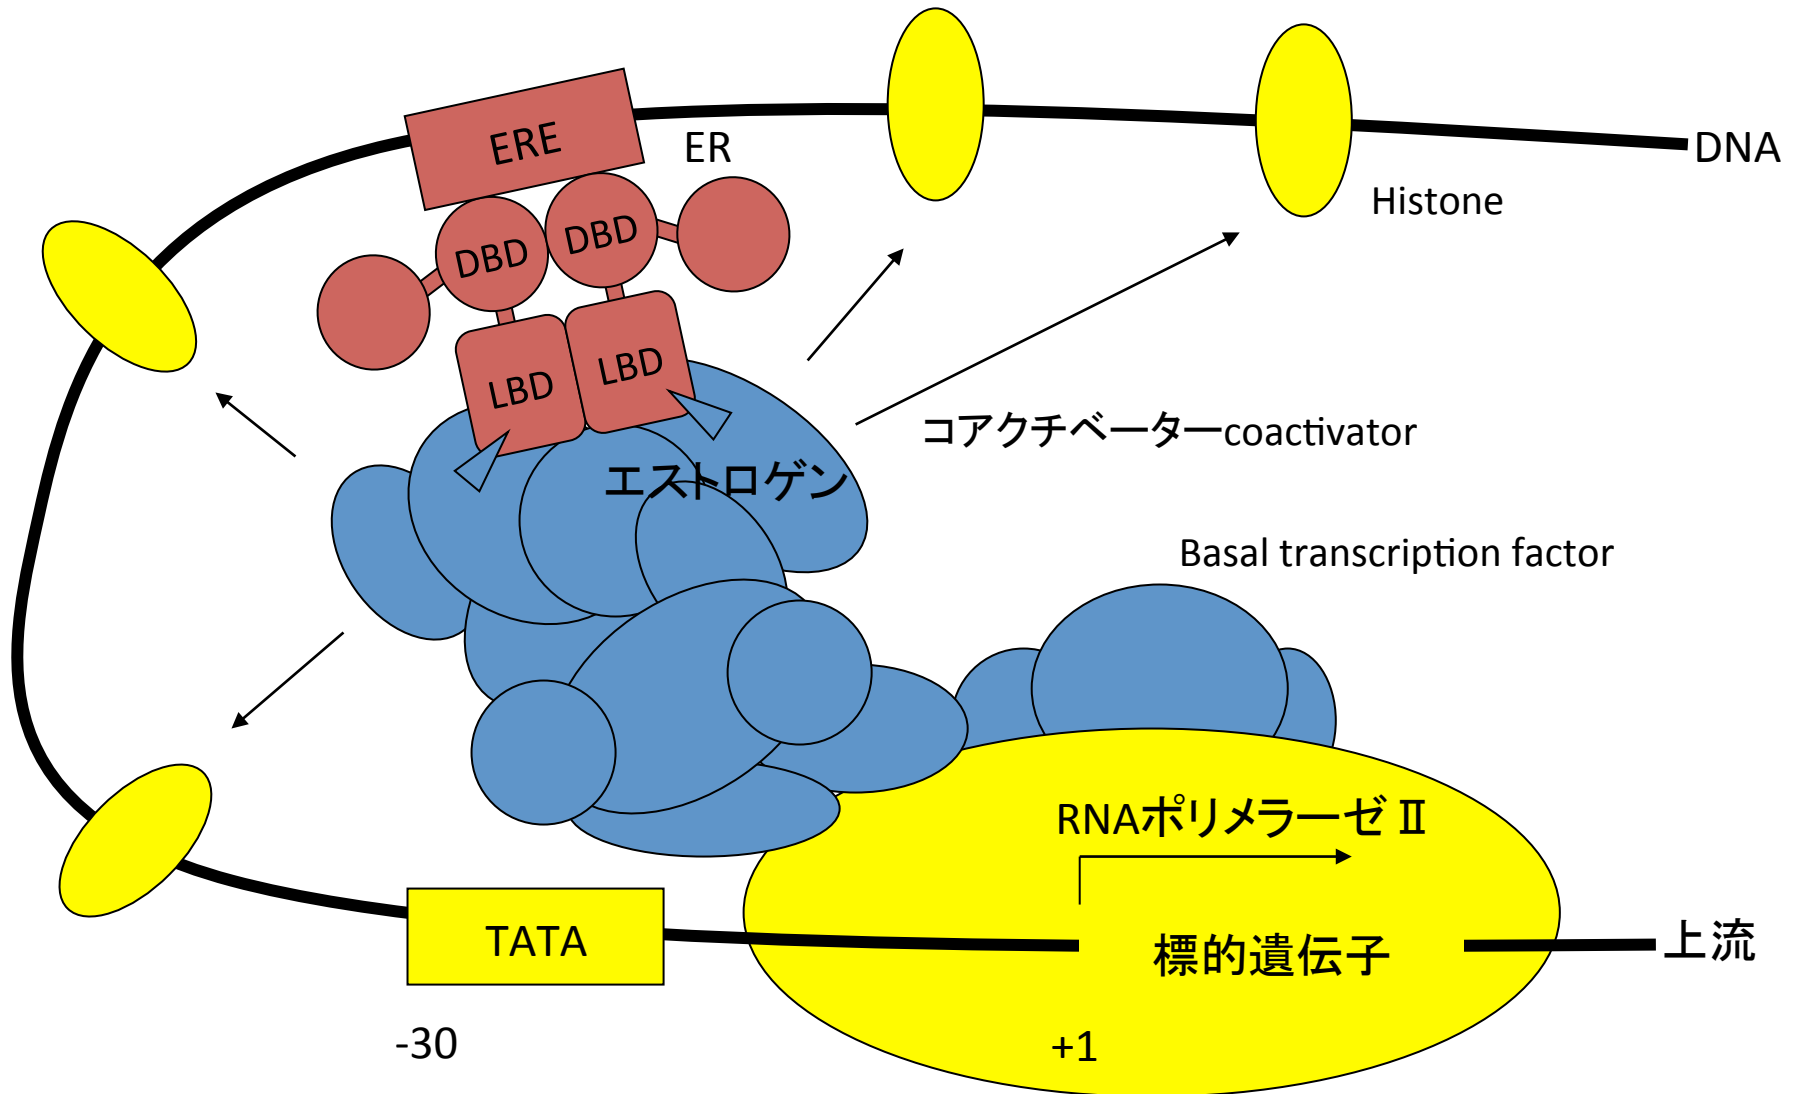 ERE
ER
DNA
DBD
DBD
Histone
LBD
LBD
コアクチベーターcoactivator
エストロゲン
Basal transcription factor
RNAポリメラーゼⅡ
TATA
標的遺伝子
上流
-30
+1